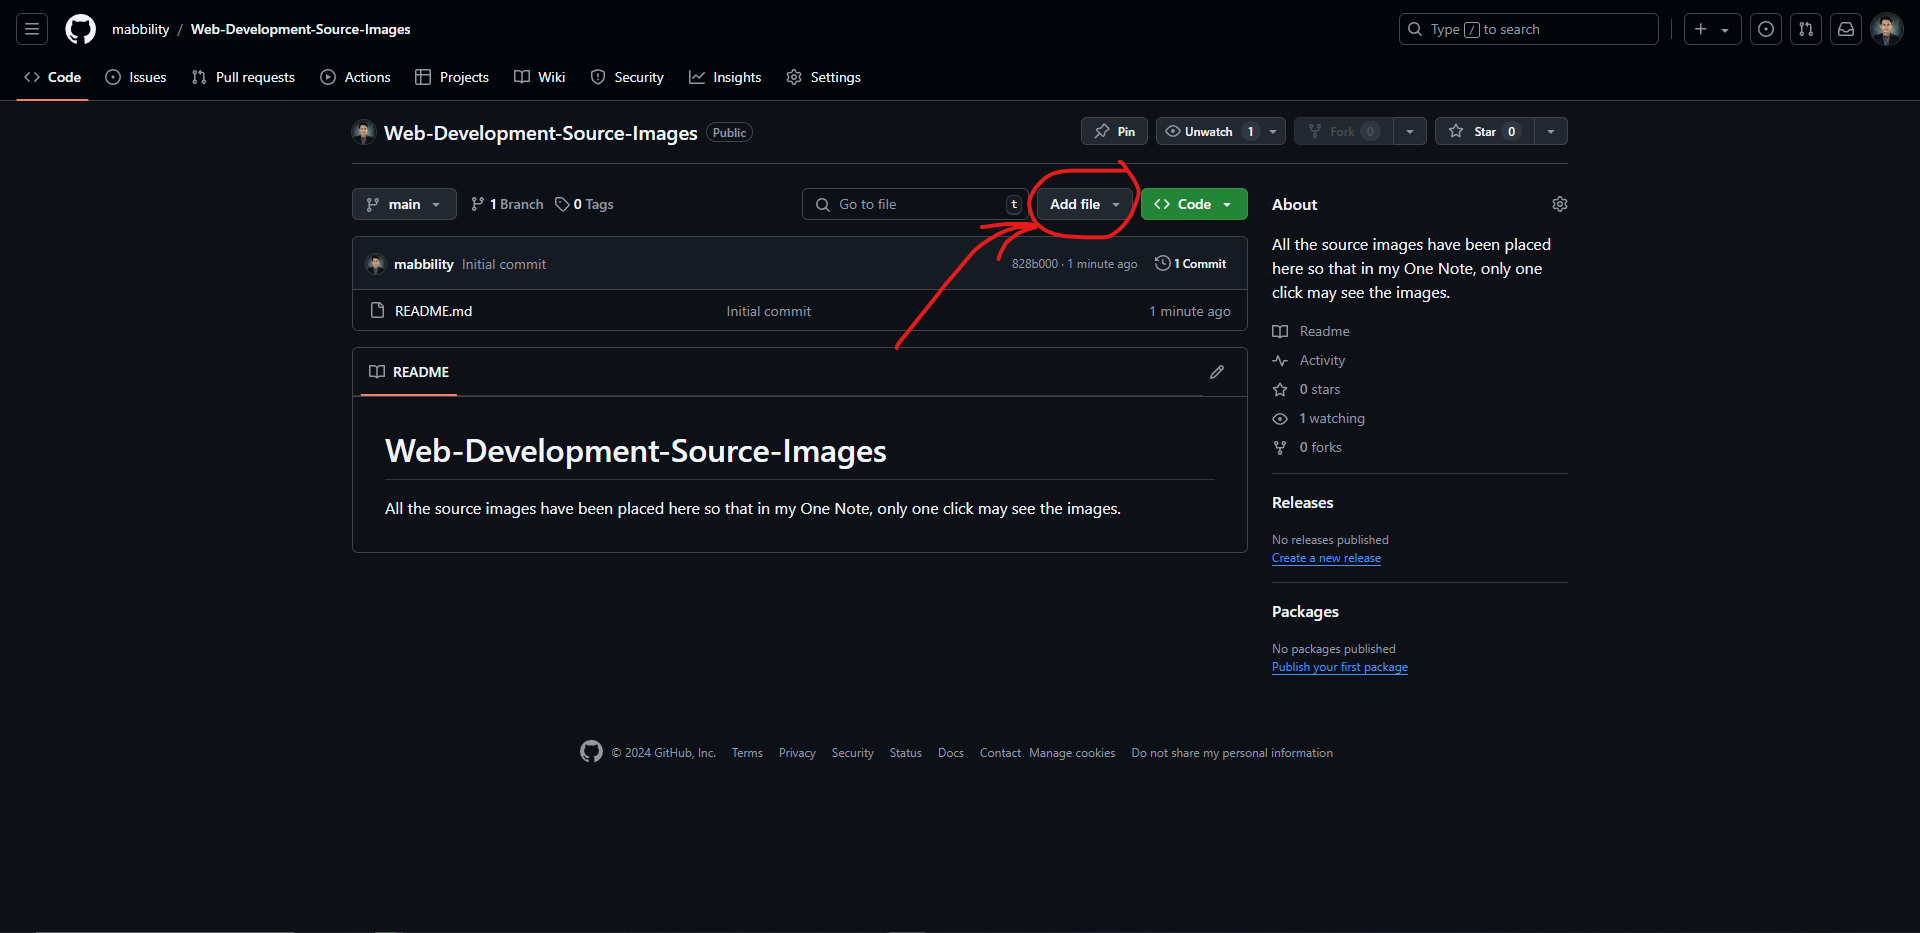 mabbility / Web-Development-Source-Images
Type / to search
Code Issues Pull requests Actions Projects Wiki Security Insights Settings
Web-Development-Source-Images Public
Pin Unwatch 1 Fork 0 Star 0
main 1 Branch 0 Tags Go to file t Add file Code
mabbility Initial commit 828b000 · 1 minute ago 1 Commit
README.md Initial commit 1 minute ago
README
Web-Development-Source-Images
All the source images have been placed here so that in my One Note, only one click may see the images.
About
All the source images have been placed
here so that in my One Note, only one
click may see the images.
Readme
Activity
0 stars
1 watching
0 forks
Releases
No releases published
Create a new release
Packages
No packages published
Publish your first package
© 2024 GitHub, Inc. Terms Privacy Security Status Docs Contact Manage cookies Do not share my personal information